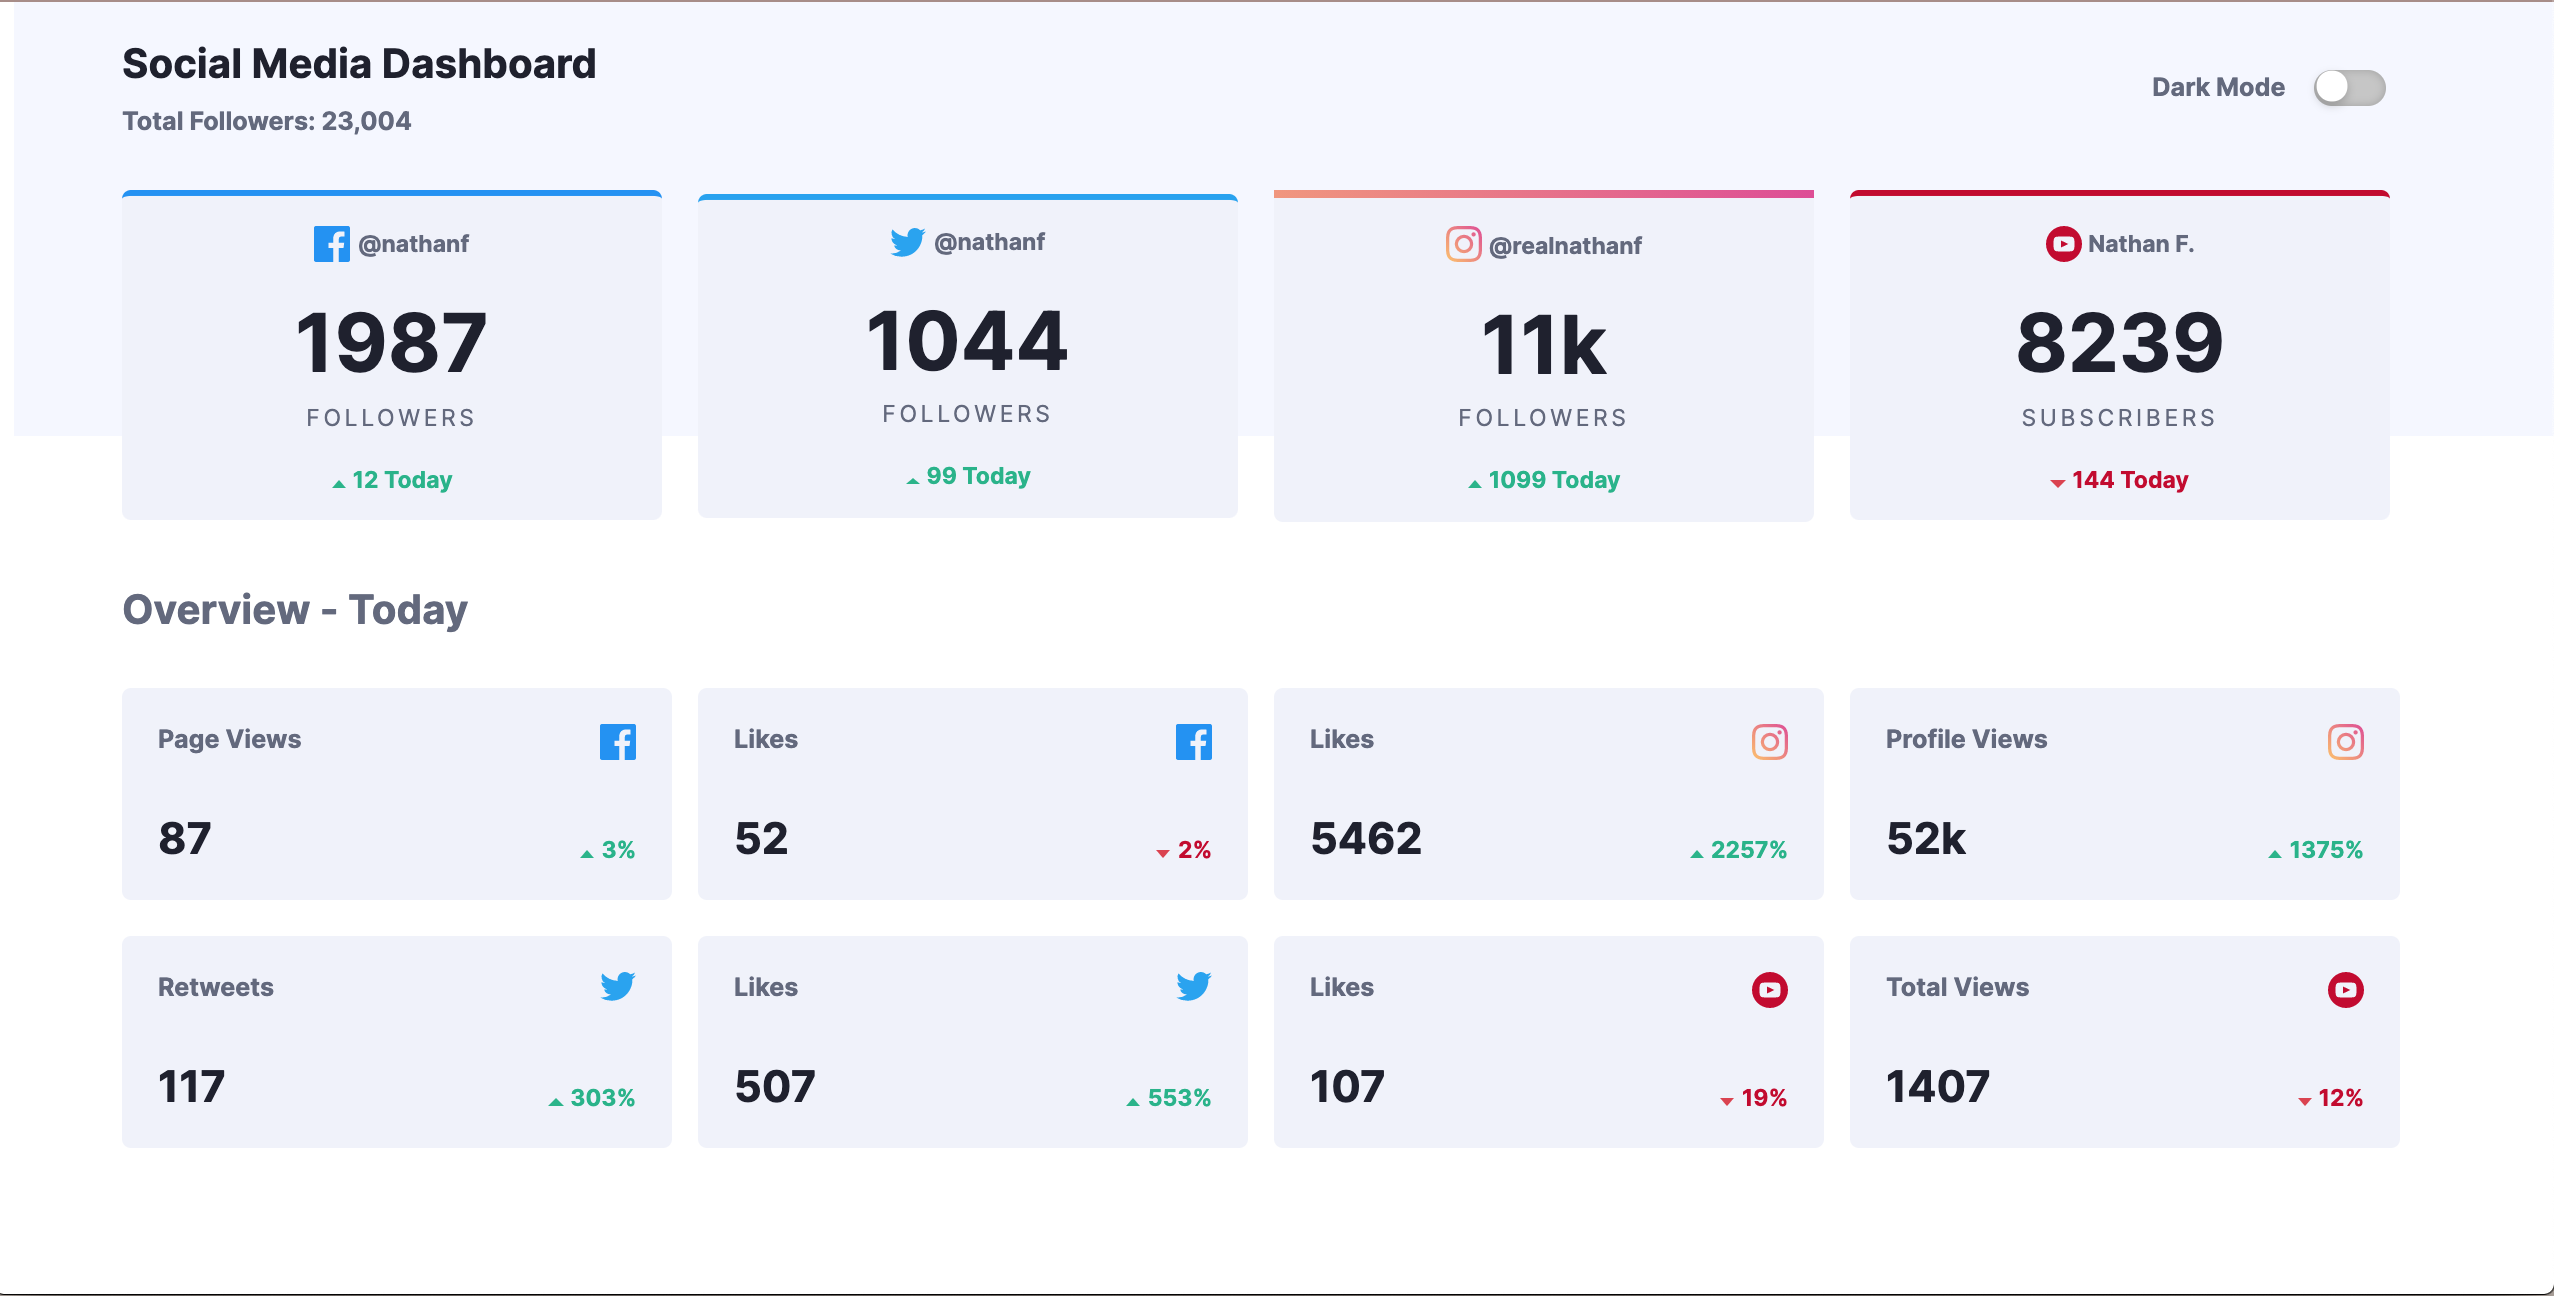 Social Media Dashboard
Total Followers: 23,004
Dark Mode
@nathanf
1987
FOLLOWERS
12 Today
@nathanf
1044
FOLLOWERS
99 Today
@realnathanf
11k
FOLLOWERS
1099 Today
Nathan F.
8239
SUBSCRIBERS
144 Today
Overview - Today
Page Views
87
3%
Likes
52
2%
Likes
5462
2257%
Profile Views
52k
1375%
Retweets
117
303%
Likes
507
553%
Likes
107
19%
Total Views
1407
12%